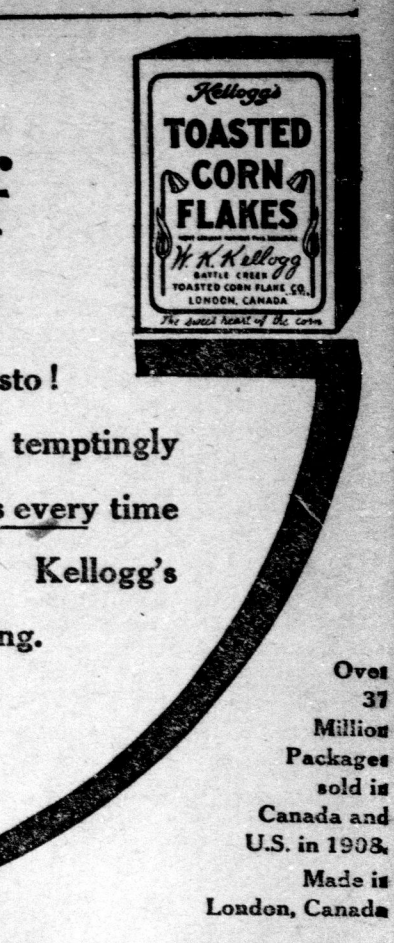 Kellogg's
TOASTED
CORN
FLAKES
W. K. Kellogg
BATTLE CREEK
TOASTED CORN FLAKE CO.
LONDON, CANADA
The sweet heart of the corn
sto!
temptingly
s every time
Kellogg's
ng.
Over
37
Million
Packages
sold in
Canada and
U.S. in 1908.
Made in
London, Canada